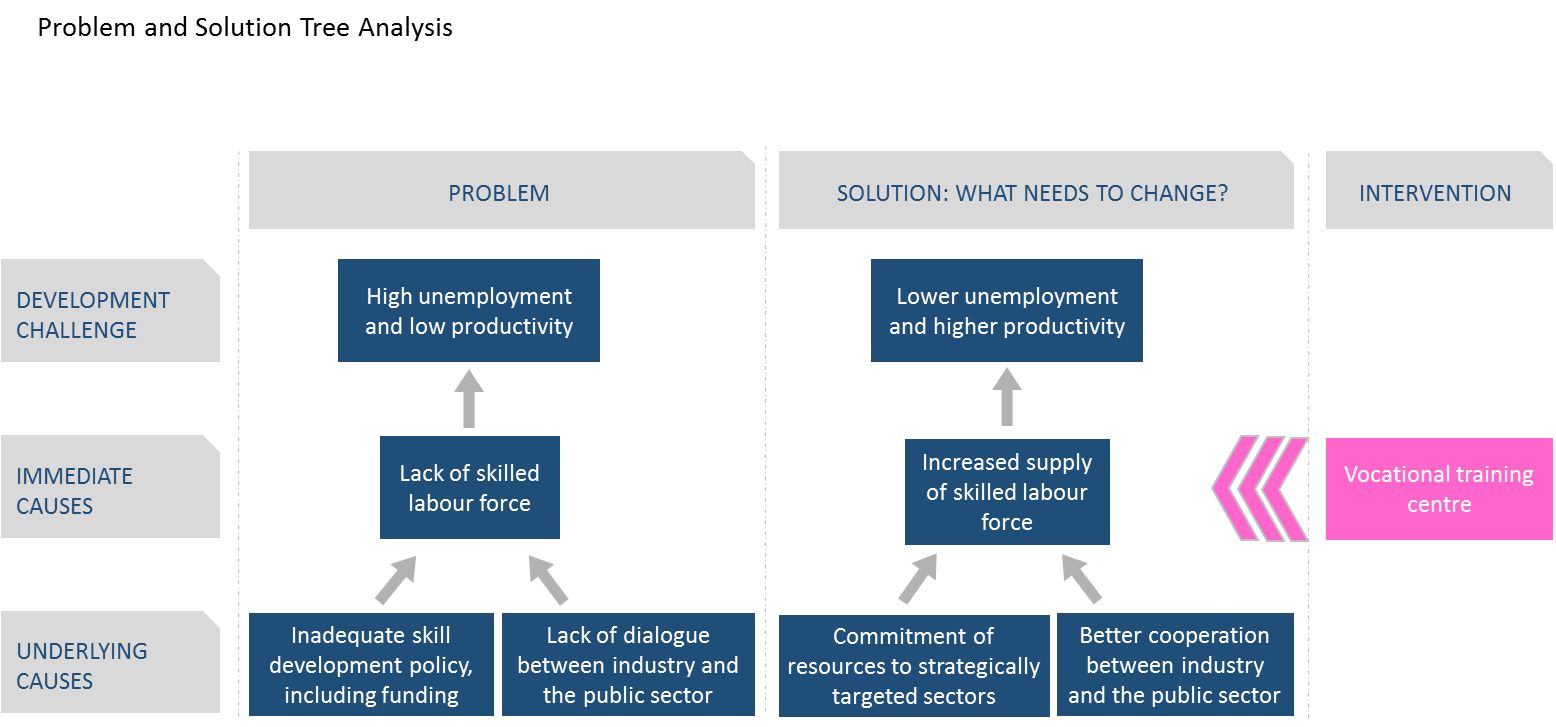 Problem and Solution Tree Analysis
PROBLEM
SOLUTION: WHAT NEEDS TO CHANGE?
INTERVENTION
DEVELOPMENT
CHALLENGE
High unemployment
and low productivity
Lower unemployment
and higher productivity
IMMEDIATE
CAUSES
Lack of skilled
labour force
Increased supply
of skilled labour
force
Vocational training
centre
UNDERLYING
CAUSES
Inadequate skill
development policy,
including funding
Lack of dialogue
between industry and
the public sector
Commitment of
resources to strategically
targeted sectors
Better cooperation
between industry
and the public sector